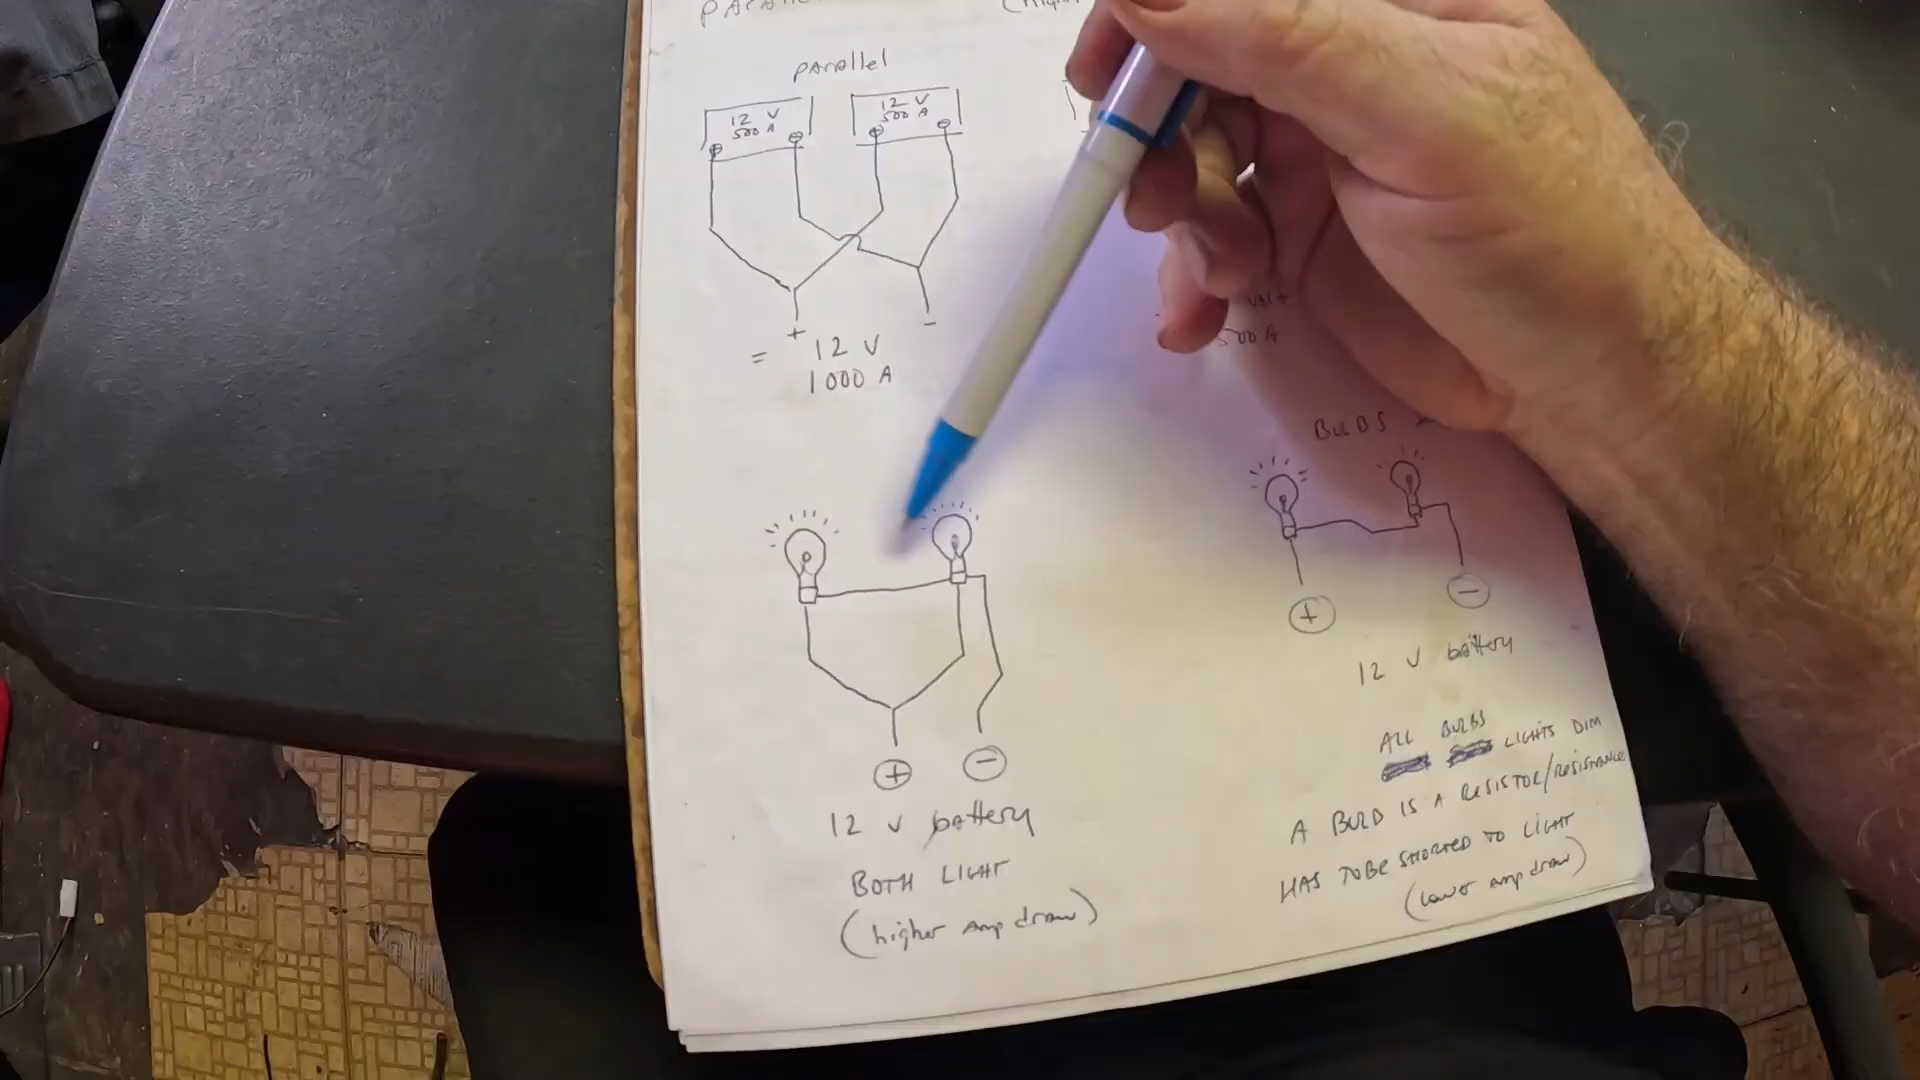 parallel
12 V
500 A
12 V
500 A
+
-
= 12 V
1000 A
500 A
BULBS
+
-
12 V battery
ALL BULBS
LIGHTS DIM
A BULB IS A RESISTOR/RESISTANCE
HAS TO BE SHORTED TO LIGHT
(lower amp draw)
+
-
12 V battery
BOTH LIGHT
(higher amp draw)